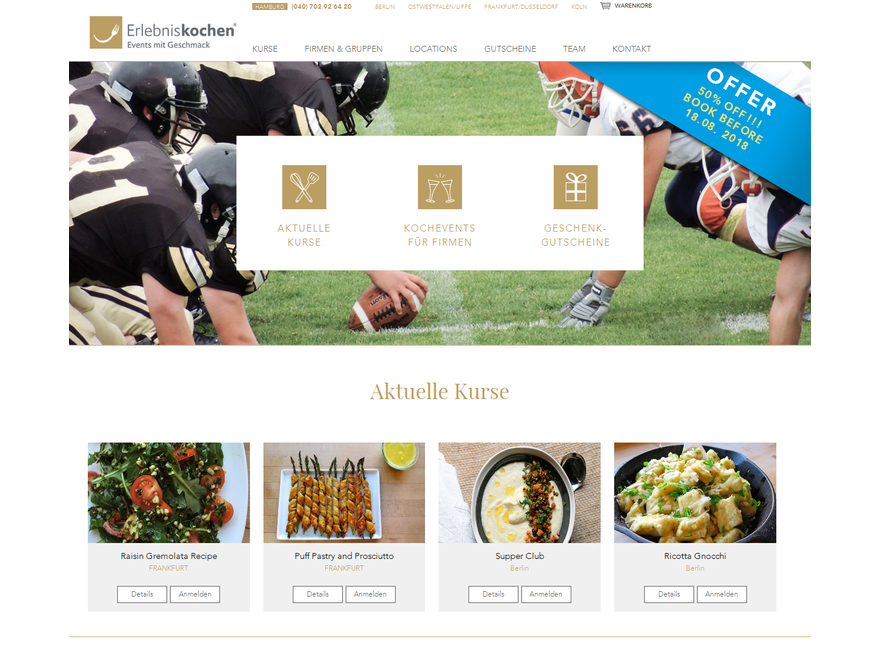 HAMBURG (040) 702 92 64 20 BERLIN OSTWESTFALEN/LIPPE FRANKFURT/DUSSELDORF KÖLN WARENKORB
Erlebniskochen®
Events mit Geschmack
KURSE FIRMEN & GRUPPEN LOCATIONS GUTSCHEINE TEAM KONTAKT
OFFER
50% OFF!!!
BOOK BEFORE
18.08. 2018
AKTUELLE
KURSE
KOCHEVENTS
FÜR FIRMEN
GESCHENK-
GUTSCHEINE
Aktuelle Kurse
Raisin Gremolata Recipe
FRANKFURT
Details Anmelden
Puff Pastry and Prosciutto
FRANKFURT
Details Anmelden
Supper Club
Berlin
Details Anmelden
Ricotta Gnocchi
Berlin
Details Anmelden